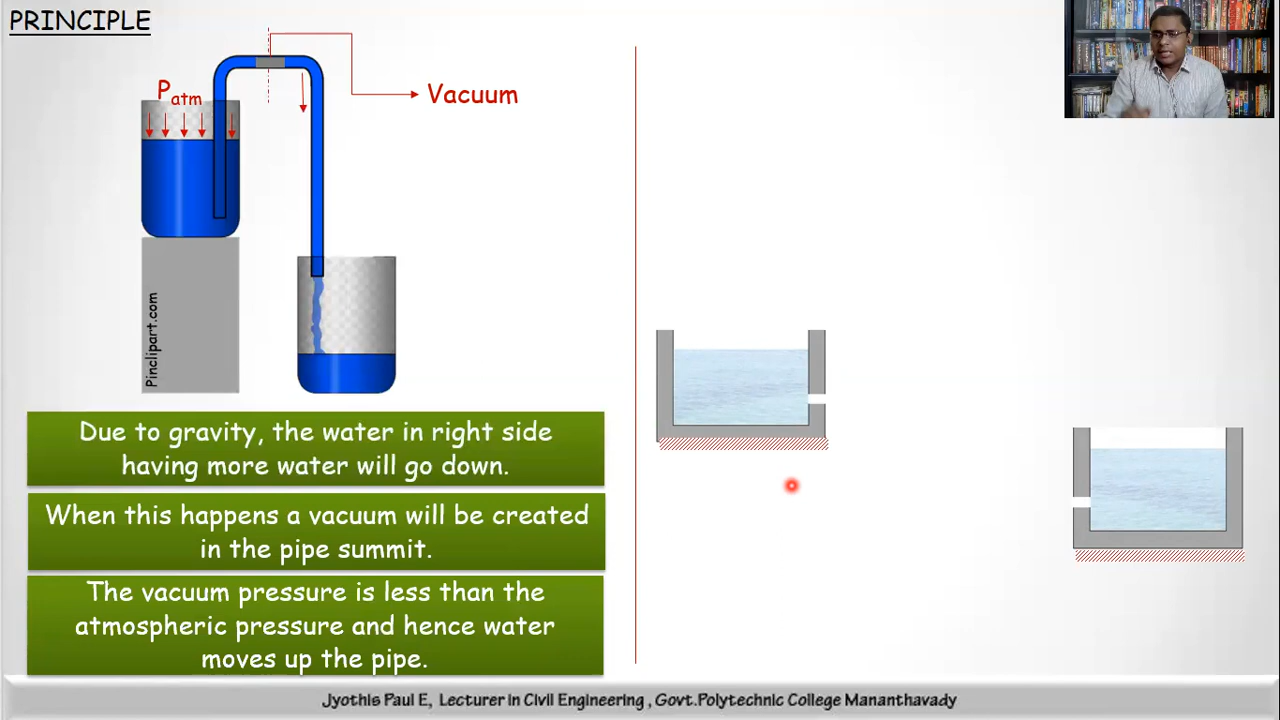 PRINCIPLE
Patm
Vacuum
Pinclipart.com
Due to gravity, the water in right side
having more water will go down.
When this happens a vacuum will be created
in the pipe summit.
The vacuum pressure is less than the
atmospheric pressure and hence water
moves up the pipe.
Jyothis Paul E, Lecturer in Civil Engineering , Govt.Polytechnic College Mananthavady